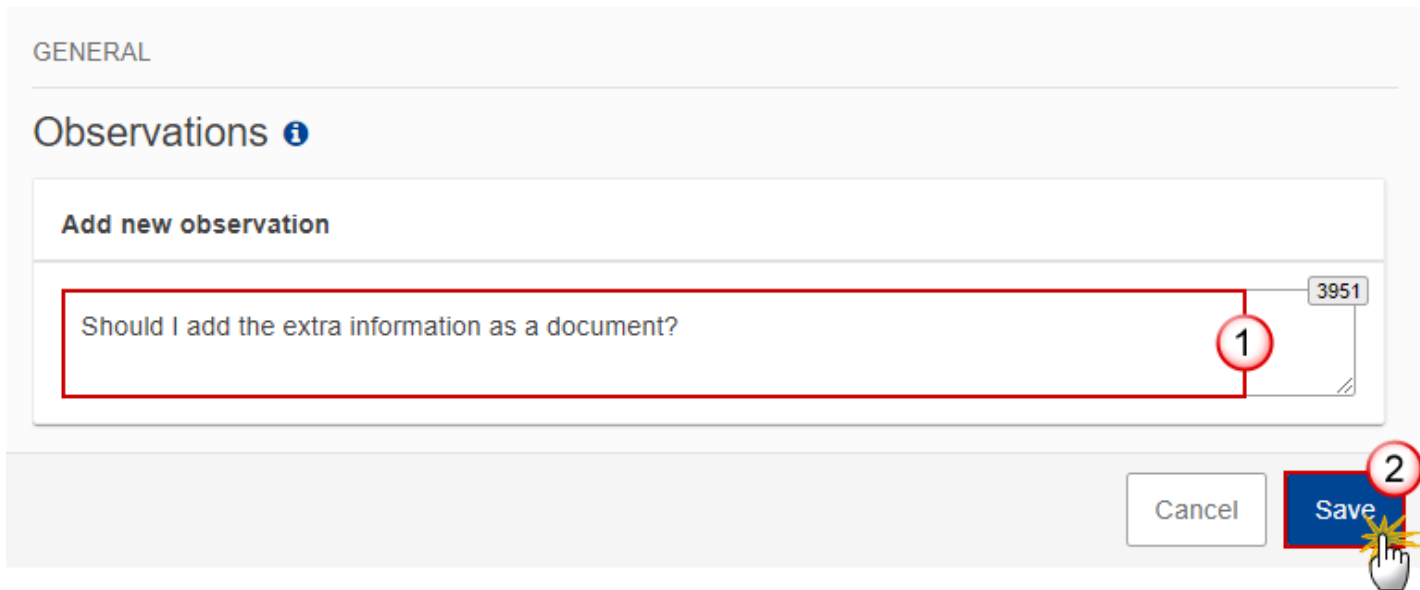 GENERAL
Observations
Add new observation
3951
Should I add the extra information as a document?
1
2
Cancel
Save